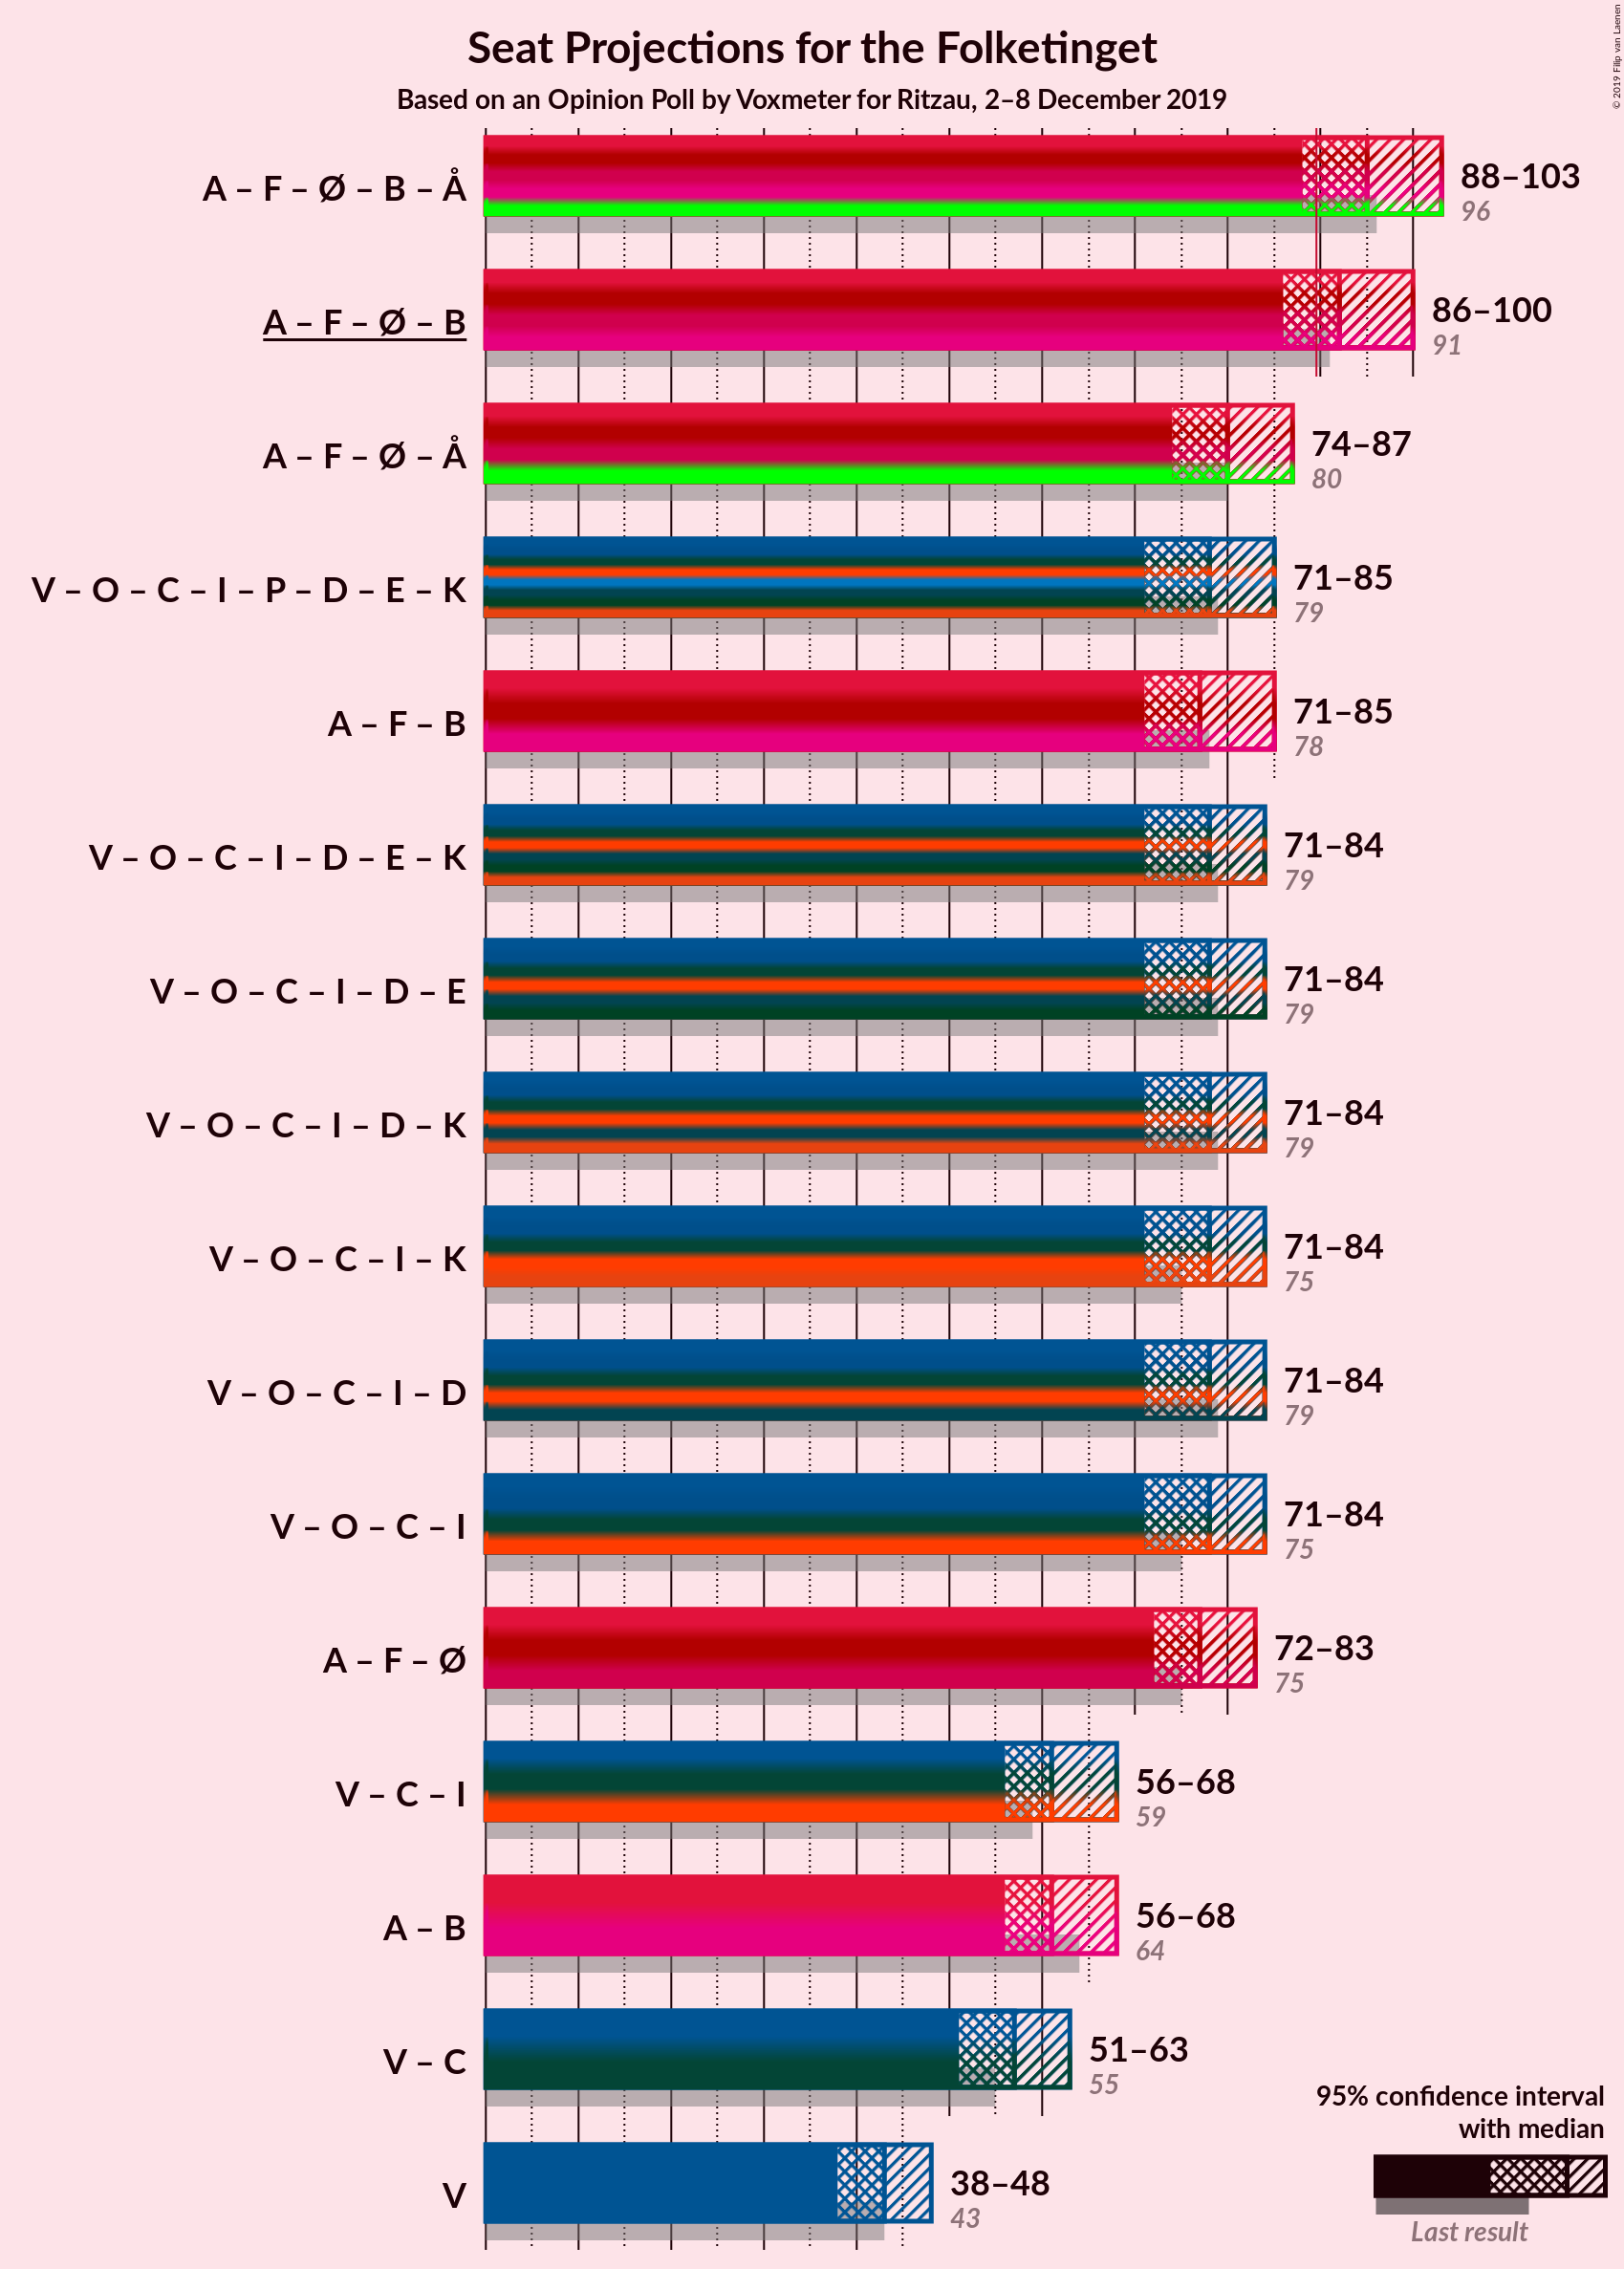 Seat Projections for the Folketinget
Based on an Opinion Poll by Voxmeter for Ritzau, 2–8 December 2019
© 2019 Filip van Laenen
A – F – Ø – B – Å
88–103
96
A – F – Ø – B
86–100
91
A – F – Ø – Å
74–87
80
V – O – C – I – P – D – E – K
71–85
79
A – F – B
71–85
78
V – O – C – I – D – E – K
71–84
79
V – O – C – I – D – E
71–84
79
V – O – C – I – D – K
71–84
79
V – O – C – I – K
71–84
75
V – O – C – I – D
71–84
79
V – O – C – I
71–84
75
A – F – Ø
72–83
75
V – C – I
56–68
59
A – B
56–68
64
V – C
51–63
55
V
38–48
43
95% confidence interval
with median
Last result